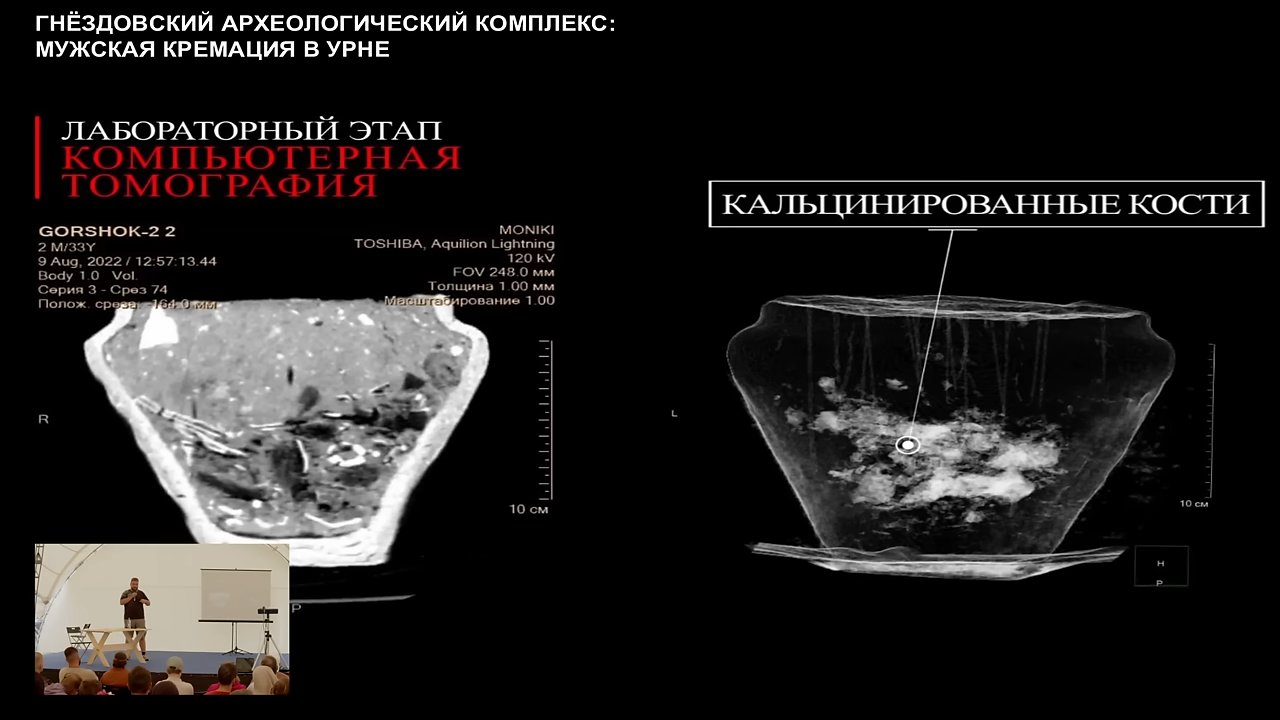 ГНЁЗДОВСКИЙ АРХЕОЛОГИЧЕСКИЙ КОМПЛЕКС:
МУЖСКАЯ КРЕМАЦИЯ В УРНЕ
ЛАБОРАТОРНЫЙ ЭТАП
КОМПЬЮТЕРНАЯ
ТОМОГРАФИЯ
КАЛЬЦИНИРОВАННЫЕ КОСТИ
GORSHOK-2 2
2 M/33Y
9 Aug, 2022 / 12:57:13.44
Body 1.0 Vol.
Серия 3 - Срез 74
Полож. среза: -164.0 мм
MONIKI
TOSHIBA, Aquilion Lightning
120 kV
FOV 248.0 мм
Толщина 1.00 мм
Масштабирование 1.00
R
10 см
P
L
10 см
H
P